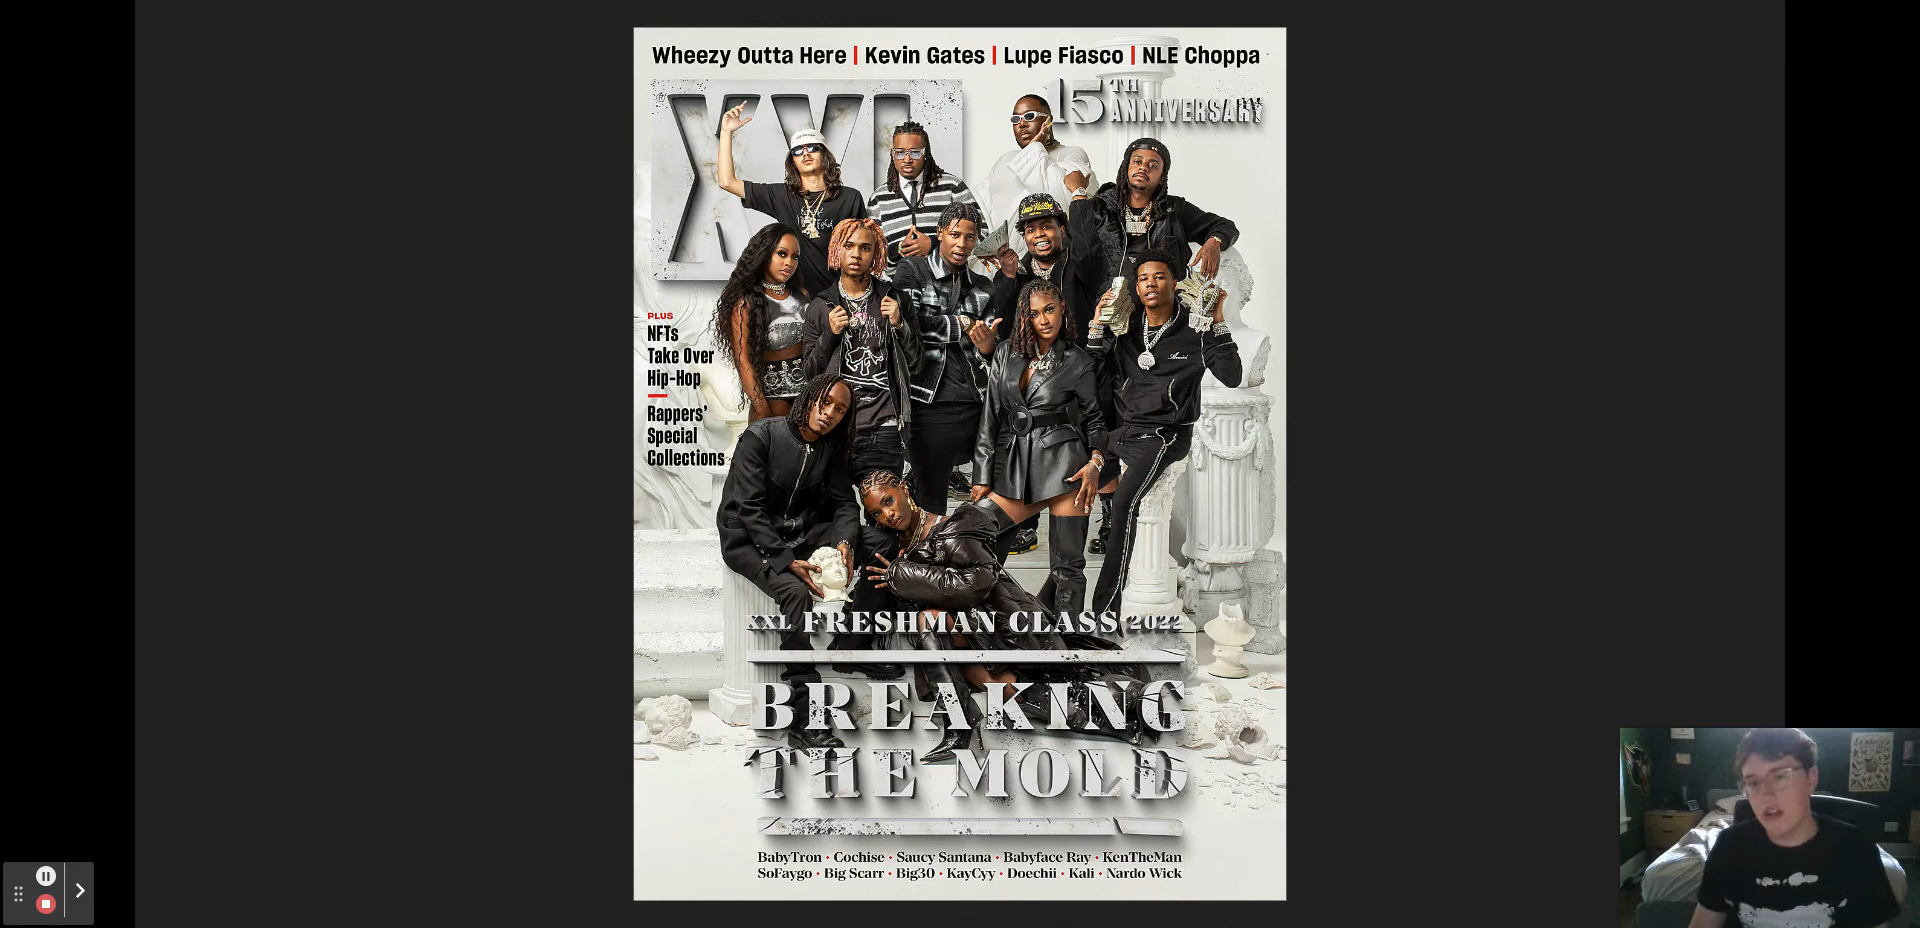 Wheezy Outta Here | Kevin Gates | Lupe Fiasco | NLE Choppa
XXL
15TH
ANNIVERSARY
PLUS
NFTs
Take Over
Hip-Hop
Rappers'
Special
Collections
KALI
XXL FRESHMAN CLASS 2022
BREAKING
THE MOLD
BabyTron • Cochise • Saucy Santana • Babyface Ray • KenTheMan
SoFaygo • Big Scarr • Big30 • KayCyy • Doechii • Kali • Nardo Wick